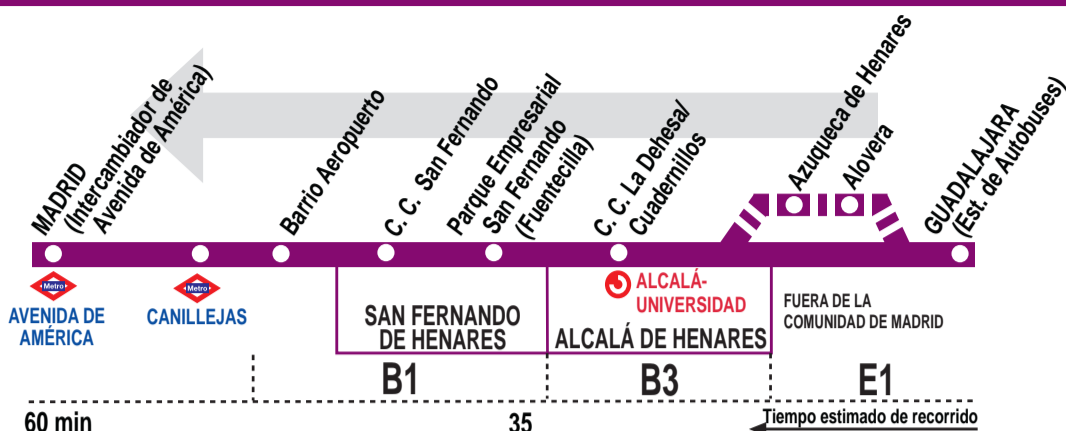 MADRID
(Intercambiador de
Avenida de América)
Barrio Aeropuerto
C. C. San Fernando
Parque Empresarial
San Fernando
(Fuentecilla)
C. C. La Dehesa/
Cuadernillos
Azuqueca de Henares
Alovera
GUADALAJARA
(Est. de Autobuses)
Metro
AVENIDA DE
AMÉRICA
Metro
CANILLEJAS
SAN FERNANDO
DE HENARES
ALCALÁ-
UNIVERSIDAD
ALCALÁ DE HENARES
FUERA DE LA
COMUNIDAD DE MADRID
B1
B3
E1
60 min
35
Tiempo estimado de recorrido